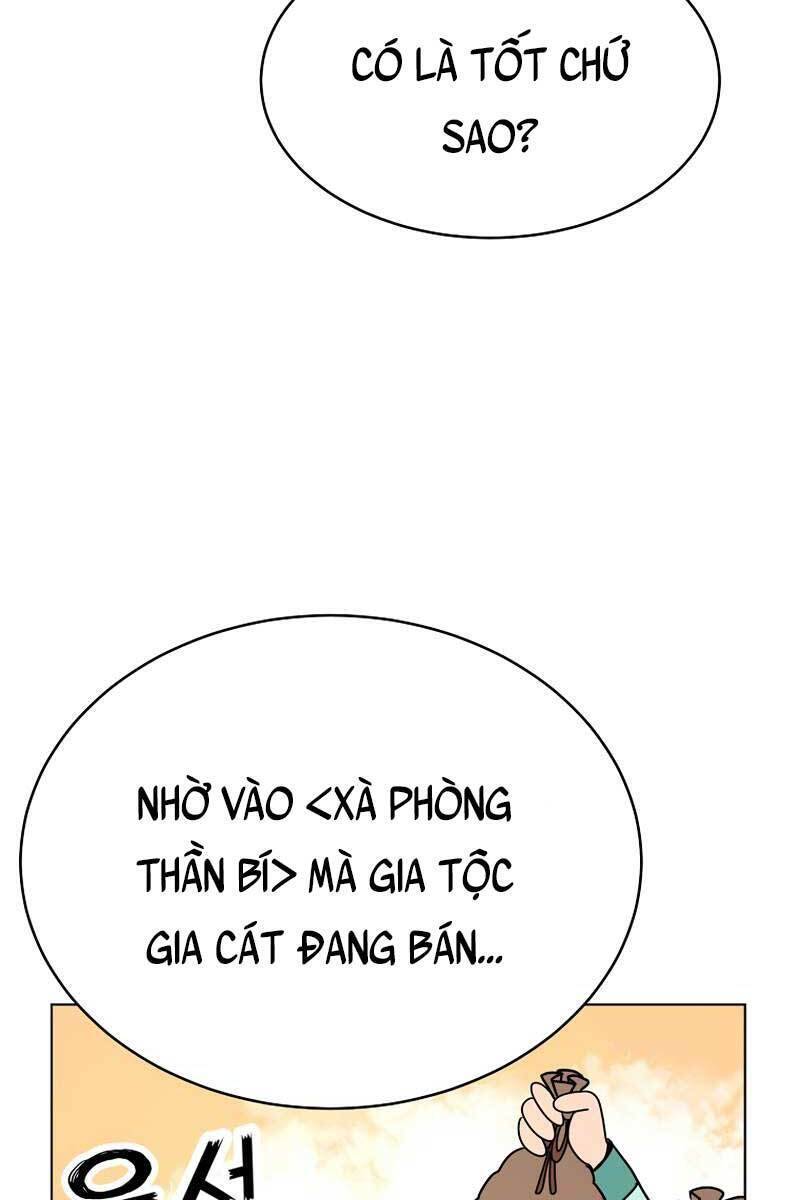 CÓ LÀ TỐT CHỨ
SAO?
NHỜ VÀO <XÀ PHÒNG
THẦN BÍ> MÀ GIA TỘC
GIA CÁT ĐANG BÁN...